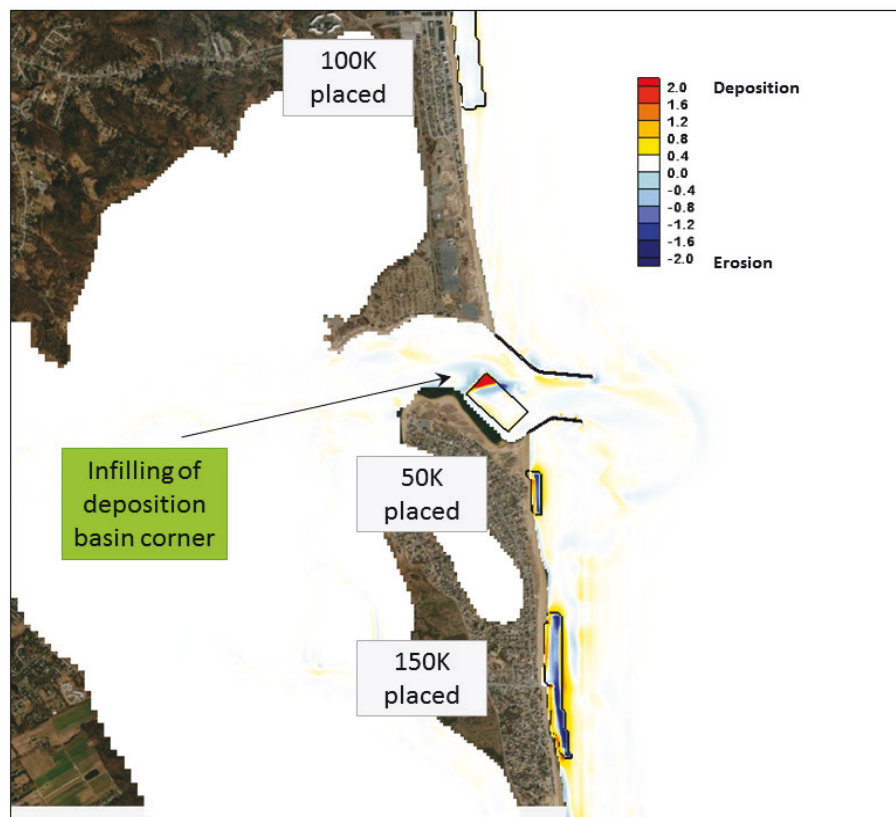 100K
placed
2.0
Deposition
1.6
1.2
0.8
0.4
0.0
-0.4
-0.8
-1.2
-1.6
-2.0
Erosion
Infilling of
deposition
basin corner
50K
placed
150K
placed